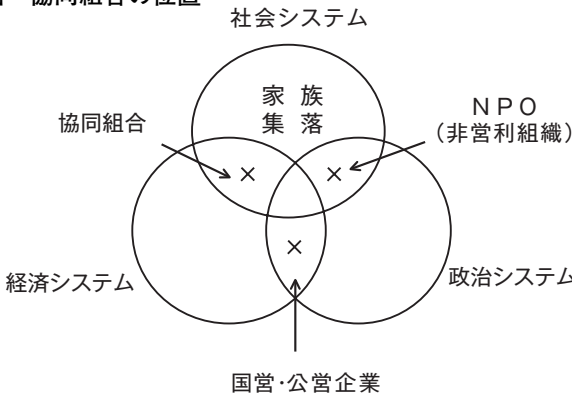 協同組合の位置
社会システム
家 族
集 落
協同組合
NPO
(非営利組織)
経済システム
政治システム
国営・公営企業